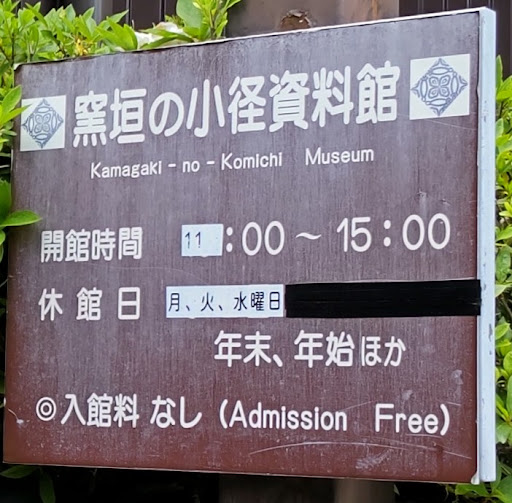 窯垣の小径資料館
Kamagaki-no-Komichi Museum
開館時間 11:00～15:00
休館日 月、火、水曜日
年末、年始ほか
◎入館料 なし (Admission Free)